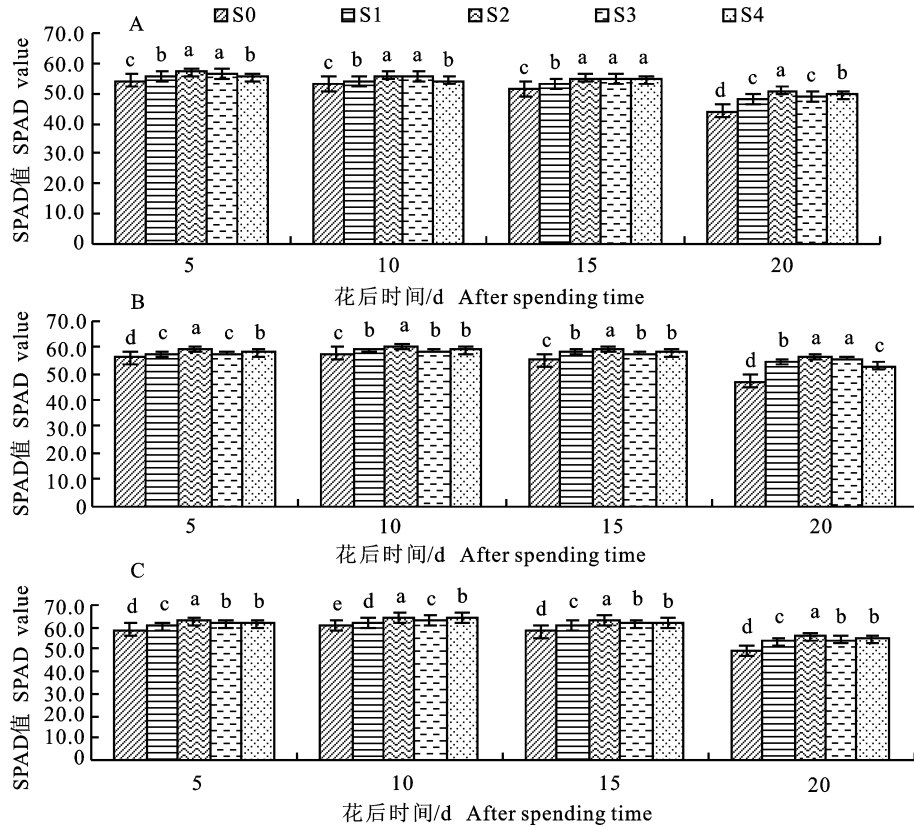 S0 S1 S2 S3 S4
A
SPAD值 SPAD value
70.0
60.0
50.0
40.0
30.0
20.0
10.0
0
c b a a b
c b a a b
c b a a a
d c a c b
5 10 15 20
花后时间/d After spending time
B
SPAD值 SPAD value
70.0
60.0
50.0
40.0
30.0
20.0
10.0
0
d c a c b
c b a b b
c b a b b
d b a a c
5 10 15 20
花后时间/d After spending time
C
SPAD值 SPAD value
70.0
60.0
50.0
40.0
30.0
20.0
10.0
0
d c a b b
e d a c b
d c a b b
d c a b b
5 10 15 20
花后时间/d After spending time